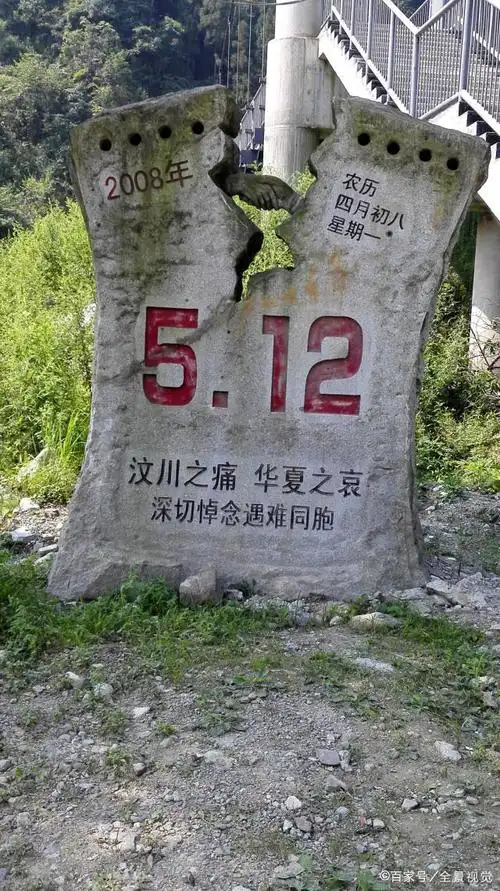 2008年
农历
四月初八
星期一
5.12
汶川之痛 华夏之哀
深切悼念遇难同胞
©百家号／全景视觉